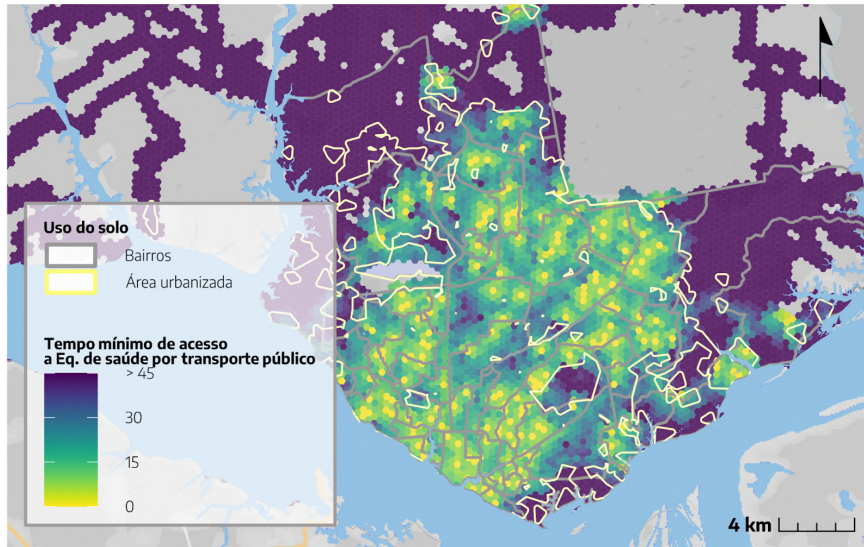 Uso do solo
Bairros
Área urbanizada
Tempo mínimo de acesso
a Eq. de saúde por transporte público
> 45
30
15
0
4 km